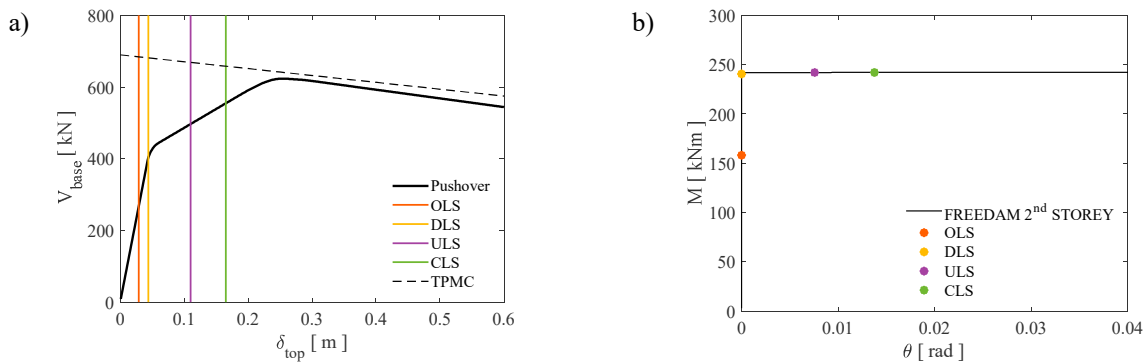 a)
800
600
400
200
0
V_base [ kN ]
0
0.1
0.2
0.3
0.4
0.5
0.6
δ_top [ m ]
Pushover
OLS
DLS
ULS
CLS
TPMC
b)
300
250
200
150
100
50
0
M [ kNm ]
0
0.01
0.02
0.03
0.04
θ [ rad ]
FREEDAM 2nd STOREY
OLS
DLS
ULS
CLS